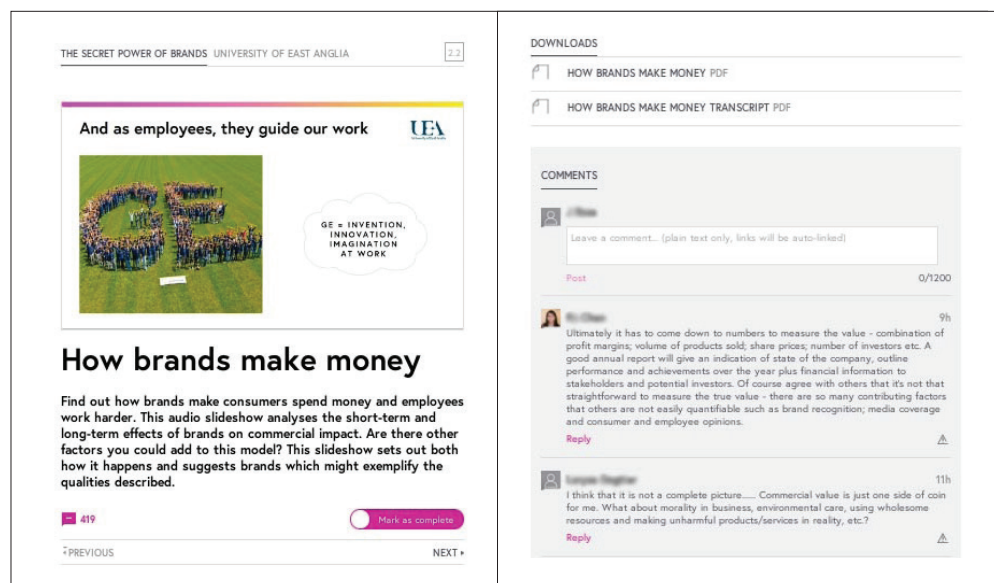 THE SECRET POWER OF BRANDS UNIVERSITY OF EAST ANGLIA 2.2
And as employees, they guide our work
UEA
GE
GE = INVENTION,
INNOVATION,
IMAGINATION
AT WORK
How brands make money
Find out how brands make consumers spend money and employees
work harder. This audio slideshow analyses the short-term and
long-term effects of brands on commercial impact. Are there other
factors you could add to this model? This slideshow sets out both
how it happens and suggests brands which might exemplify the
qualities described.
419
Mark as complete
PREVIOUS
NEXT
DOWNLOADS
HOW BRANDS MAKE MONEY PDF
HOW BRANDS MAKE MONEY TRANSCRIPT PDF
COMMENTS
Leave a comment... (plain text only, links will be auto-linked)
Post 0/1200
9h
Ultimately it has to come down to numbers to measure the value - combination of
profit margins; volume of products sold; share prices; number of investors etc. A
good annual report will give an indication of state of the company, outline
performance and achievements over the year plus financial information to
stakeholders and potential investors. Of course agree with others that it's not that
straightforward to measure the true value - there are so many contributing factors
that others are not easily quantifiable such as brand recognition; media coverage
and consumer and employee opinions.
Reply
11h
I think that it is not a complete picture..... Commercial value is just one side of coin
for me. What about morality in business, environmental care, using wholesome
resources and making unharmful products/services in reality, etc.?
Reply